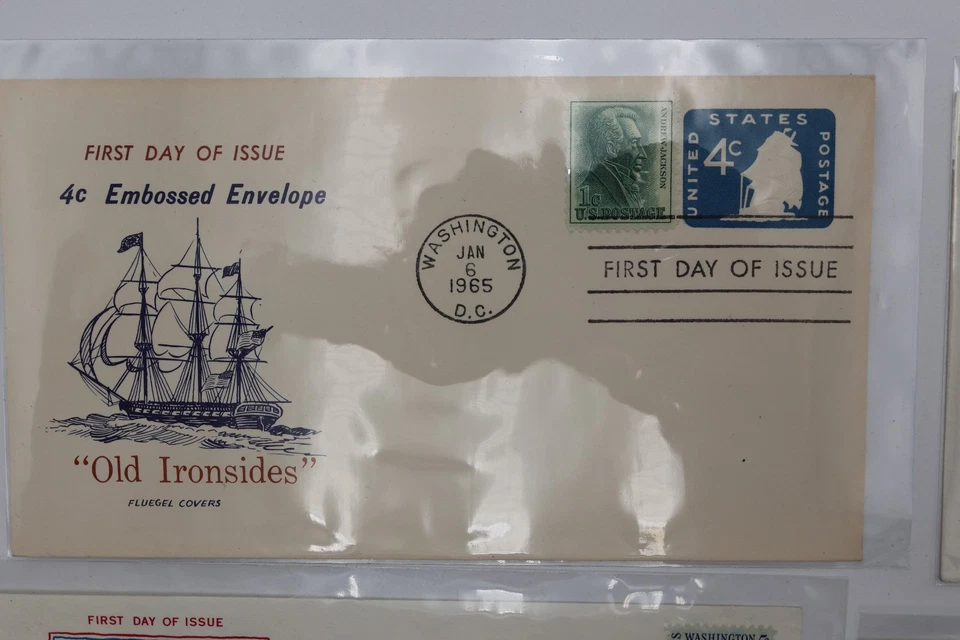 FIRST DAY OF ISSUE
4c Embossed Envelope
"Old Ironsides"
FLUEGEL COVERS
WASHINGTON
JAN
6
1965
D.C.
ANDREW JACKSON
1c
U.S. POSTAGE
UNITED
STATES
POSTAGE
4c
FIRST DAY OF ISSUE
FIRST DAY OF ISSUE
WASHINGTON